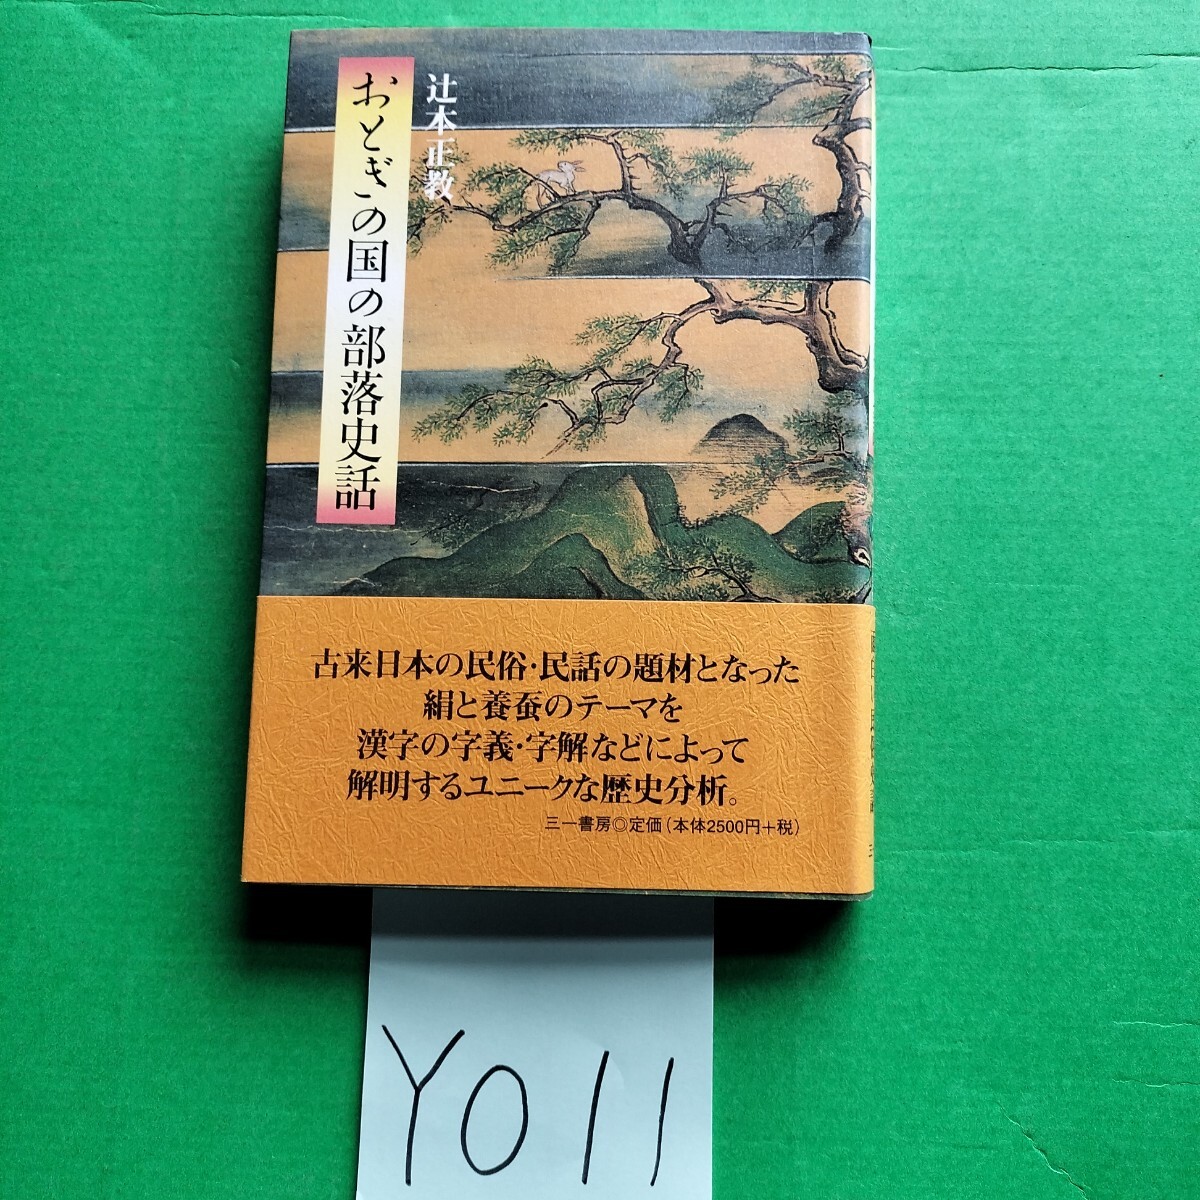 おとぎの国の部落史話
辻本正教
古来日本の民俗・民話の題材となった
絹と養蚕のテーマを
漢字の字義・字解などによって
解明するユニークな歴史分析。
三一書房◎定価(本体2500円+税)
YO11